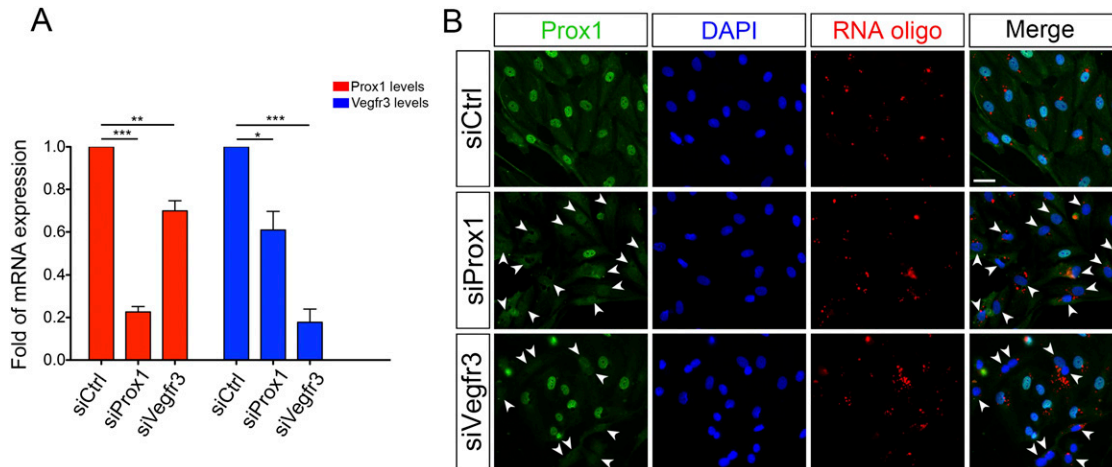 A
Prox1 levels
Vegfr3 levels
**
***
***
*
Fold of mRNA expression
1.0
0.8
0.6
0.4
0.2
0.0
siCtrl
siProx1
siVegfr3
siCtrl
siProx1
siVegfr3
B
Prox1
DAPI
RNA oligo
Merge
siCtrl
siProx1
siVegfr3